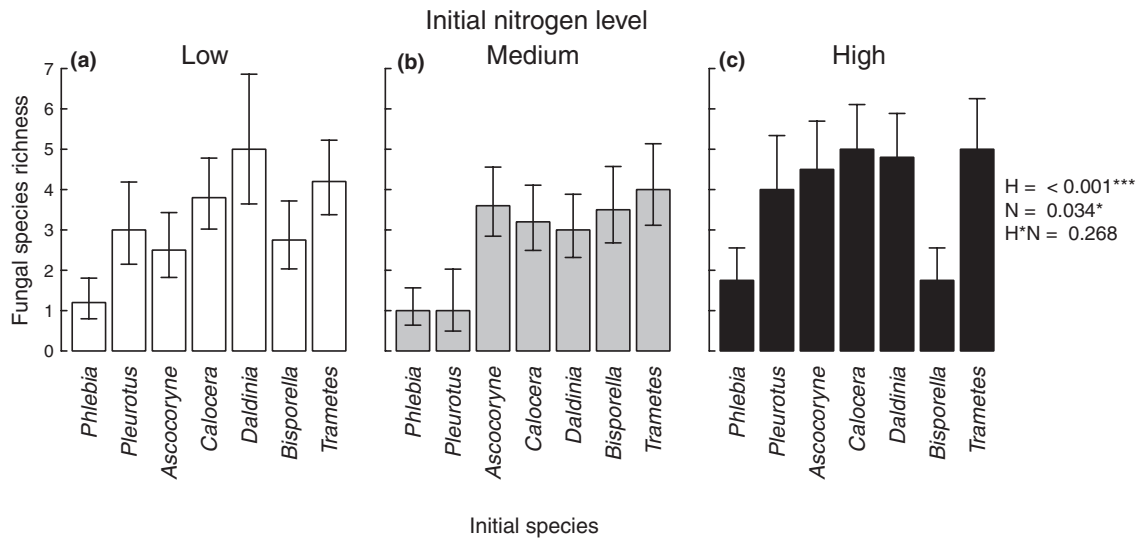 Initial nitrogen level
(a) Low
(b) Medium
(c) High
Fungal species richness
7
6
5
4
3
2
1
0
Phlebia
Pleurotus
Ascocoryne
Calocera
Daldinia
Bisporella
Trametes
Phlebia
Pleurotus
Ascocoryne
Calocera
Daldinia
Bisporella
Trametes
Phlebia
Pleurotus
Ascocoryne
Calocera
Daldinia
Bisporella
Trametes
H = < 0.001***
N = 0.034*
H*N = 0.268
Initial species